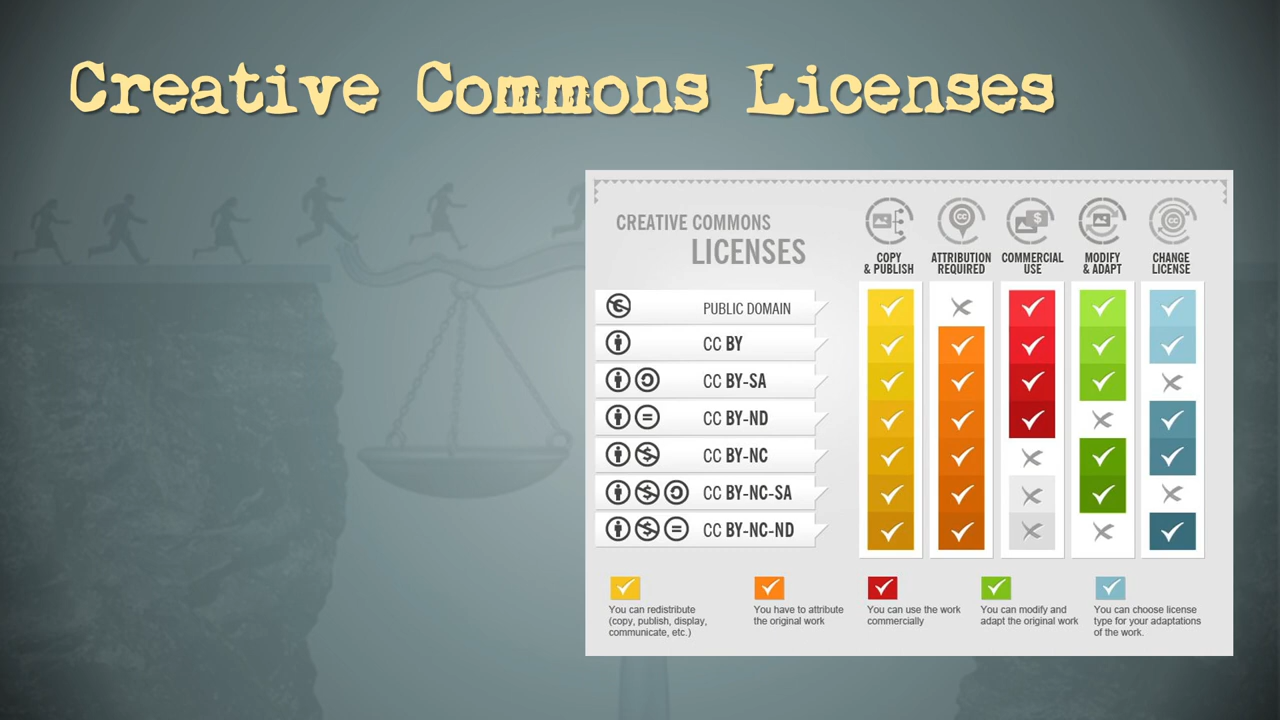 Creative Commons Licenses
CREATIVE COMMONS
LICENSES
COPY
& PUBLISH
ATTRIBUTION
REQUIRED
COMMERCIAL
USE
MODIFY
& ADAPT
CHANGE
LICENSE
PUBLIC DOMAIN
CC BY
CC BY-SA
CC BY-ND
CC BY-NC
CC BY-NC-SA
CC BY-NC-ND
You can redistribute
(copy, publish, display,
communicate, etc.)
You have to attribute
the original work
You can use the work
commercially
You can modify and
adapt the original work
You can choose license
type for your adaptations
of the work.